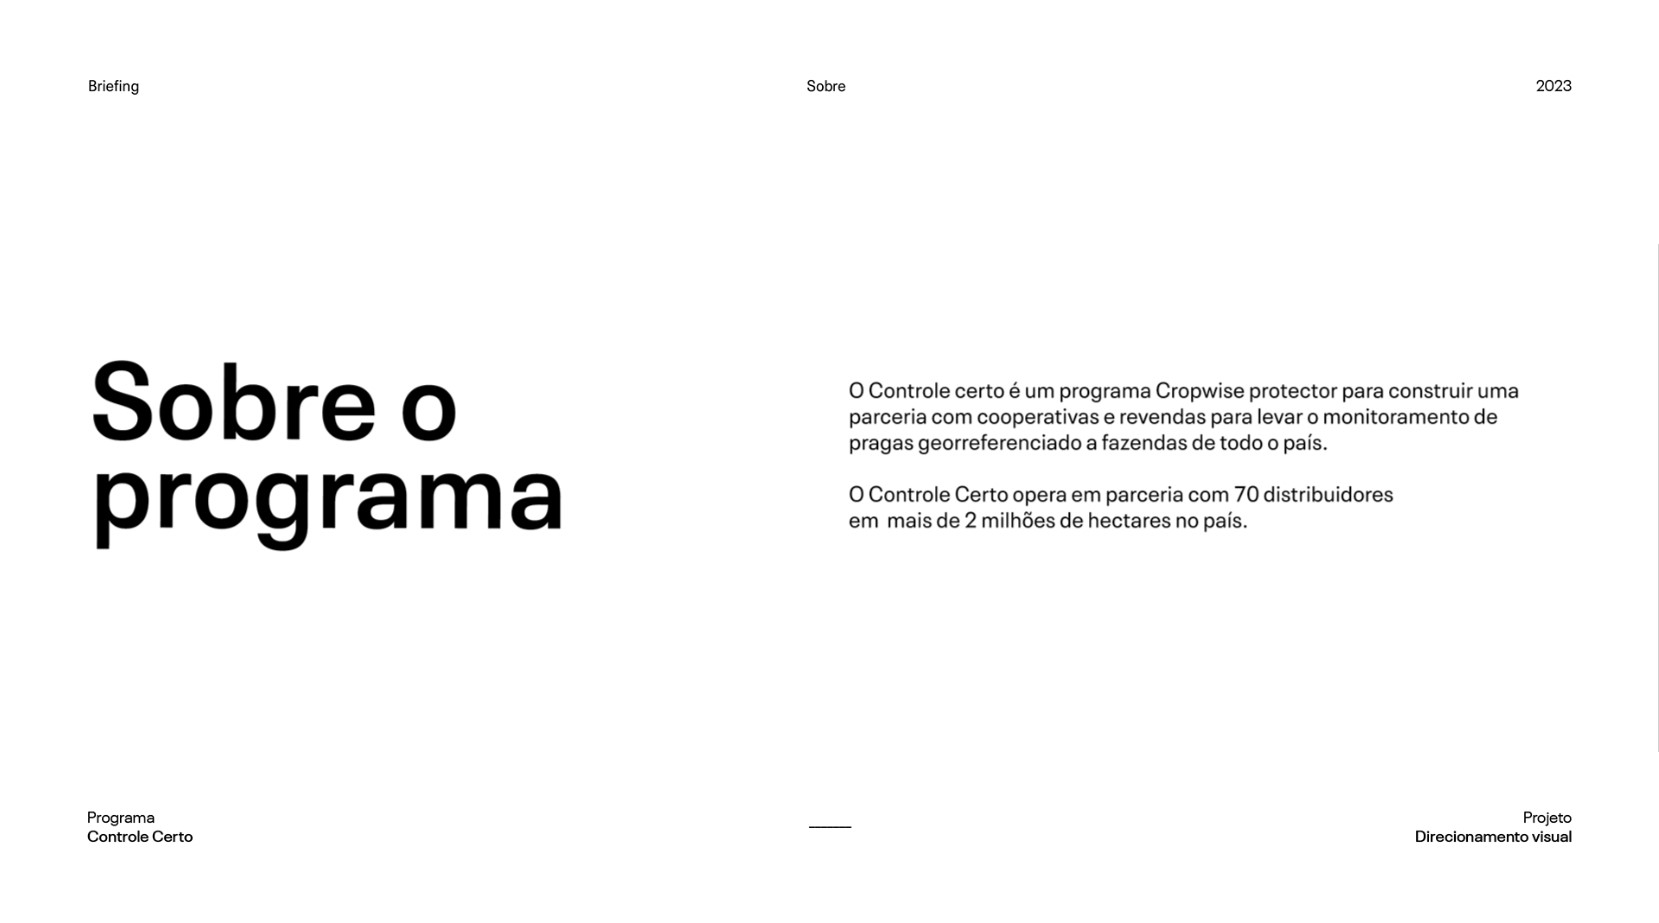 Briefing
Sobre
2023
Sobre o
programa
O Controle certo é um programa Cropwise protector para construir uma
parceria com cooperativas e revendas para levar o monitoramento de
pragas georreferenciado a fazendas de todo o país.
O Controle Certo opera em parceria com 70 distribuidores
em  mais de 2 milhões de hectares no país.
Programa
Controle Certo
Projeto
Direcionamento visual